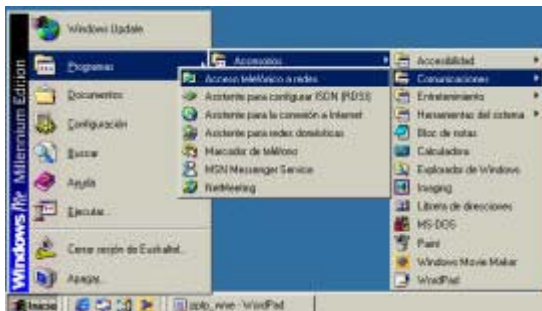 Windows Update
Programas
Documentos
Configuración
Buscar
Ayuda
Ejecutar...
Cerrar sesión de Euskaltel...
Apagar...
Windows Me Millennium Edition
Accesorios
Acceso telefónico a redes
Asistente para configurar ISDN (RDSI)
Asistente para la conexión a Internet
Asistente para redes domésticas
Marcador de teléfono
MSN Messenger Service
NetMeeting
Accesibilidad
Comunicaciones
Entretenimiento
Herramientas del sistema
Bloc de notas
Calculadora
Explorador de Windows
Imaging
Libreta de direcciones
MS-DOS
Paint
Windows Movie Maker
WordPad
Inicio
WordPad